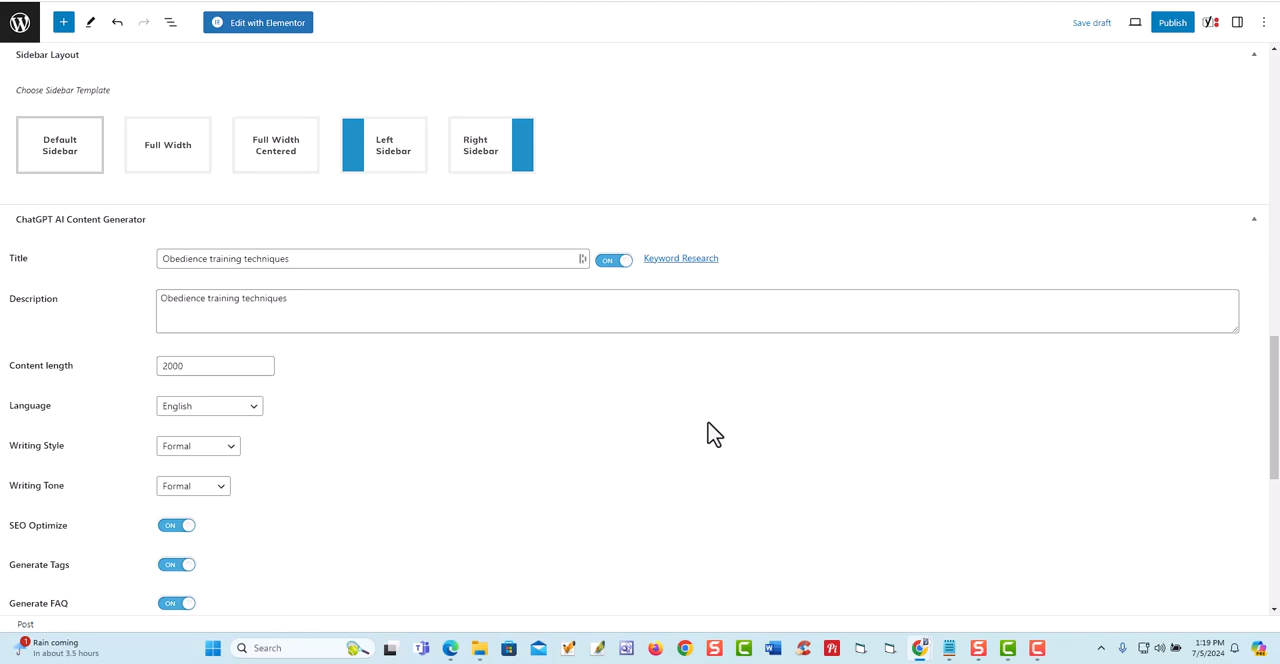 Edit with Elementor
Save draft
Publish
Sidebar Layout
Choose Sidebar Template
Default
Sidebar
Full Width
Full Width
Centered
Left
Sidebar
Right
Sidebar
ChatGPT AI Content Generator
Title
Obedience training techniques
ON
Keyword Research
Description
Obedience training techniques
Content length
2000
Language
English
Writing Style
Formal
Writing Tone
Formal
SEO Optimize
ON
Generate Tags
ON
Generate FAQ
ON
Post
1
Rain coming
In about 3.5 hours
Search
1:19 PM
7/5/2024